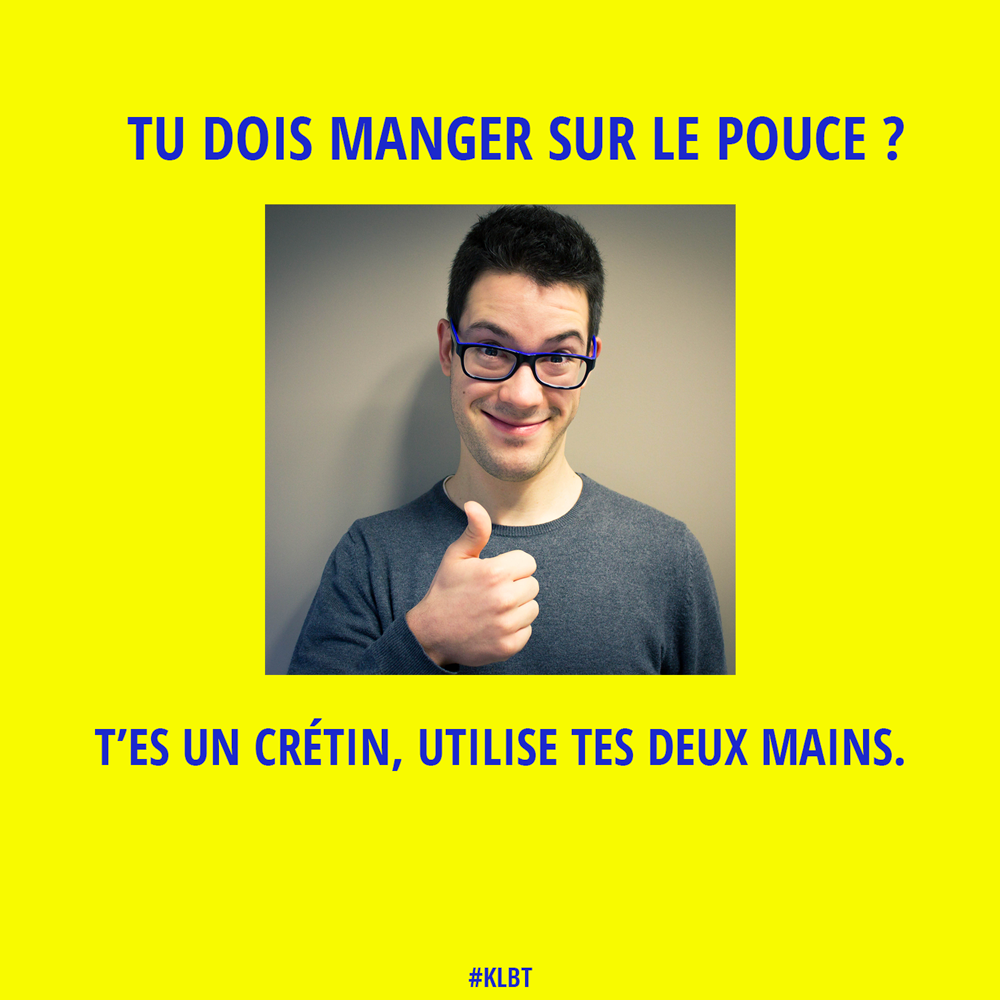 TU DOIS MANGER SUR LE POUCE ?
T’ES UN CRÉTIN, UTILISE TES DEUX MAINS.
#KLBT